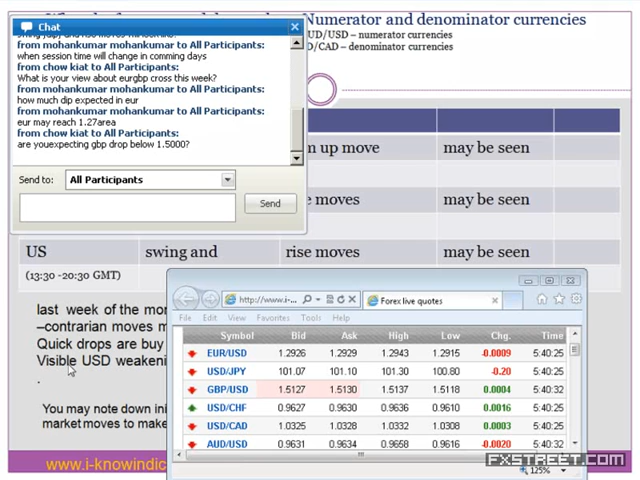 Numerator and denominator currencies
UD/USD – numerator currencies
D/CAD – denominator currencies
Chat
from mohankumar mohankumar to All Participants:
when session time will change in comming days
from chow kiat to All Participants:
What is your view about eurgbp cross this week?
from mohankumar mohankumar to All Participants:
how much dip expected in eur
from mohankumar mohankumar to All Participants:
eur may reach 1.27area
from chow kiat to All Participants:
are youexpecting gbp drop below 1.5000?
Send to: All Participants
Send
n up move may be seen
e moves may be seen
US swing and rise moves may be seen
(13:30 -20:30 GMT)
last week of the mor
–contrarian moves m
Quick drops are buy
Visible USD weakeni
.
You may note down ini
market moves to make
www.i-knowindic
http://www.i-...
Forex live quotes
File Edit View Favorites Tools Help
Symbol Bid Ask High Low Chg. Time
EUR/USD 1.2926 1.2929 1.2943 1.2915 -0.0009 5:40:25
USD/JPY 101.07 101.10 101.30 100.80 -0.20 5:40:25
GBP/USD 1.5127 1.5130 1.5137 1.5118 0.0004 5:40:32
USD/CHF 0.9627 0.9630 0.9636 0.9610 0.0016 5:40:25
USD/CAD 1.0325 1.0328 1.0332 1.0308 0.0003 5:40:25
AUD/USD 0.9631 0.9634 0.9658 0.9616 -0.0020 5:40:32
125%
FXSTREET.COM